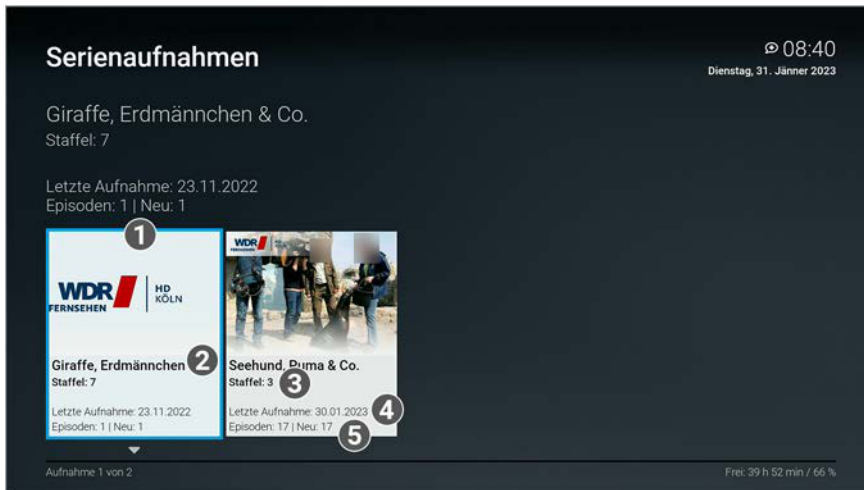 Serienaufnahmen
08:40
Dienstag, 31. Jänner 2023
Giraffe, Erdmännchen & Co.
Staffel: 7
Letzte Aufnahme: 23.11.2022
Episoden: 1 | Neu: 1
1
WDR
FERNSEHEN
HD
KÖLN
Giraffe, Erdmännchen
2
Staffel: 7
Letzte Aufnahme: 23.11.2022
Episoden: 1 | Neu: 1
WDR
FERNSEHEN
Seehund, Puma & Co.
Staffel: 3
3
Letzte Aufnahme: 30.01.2023
4
Episoden: 17 | Neu: 17
5
Aufnahme 1 von 2
Frei: 39 h 52 min / 66 %